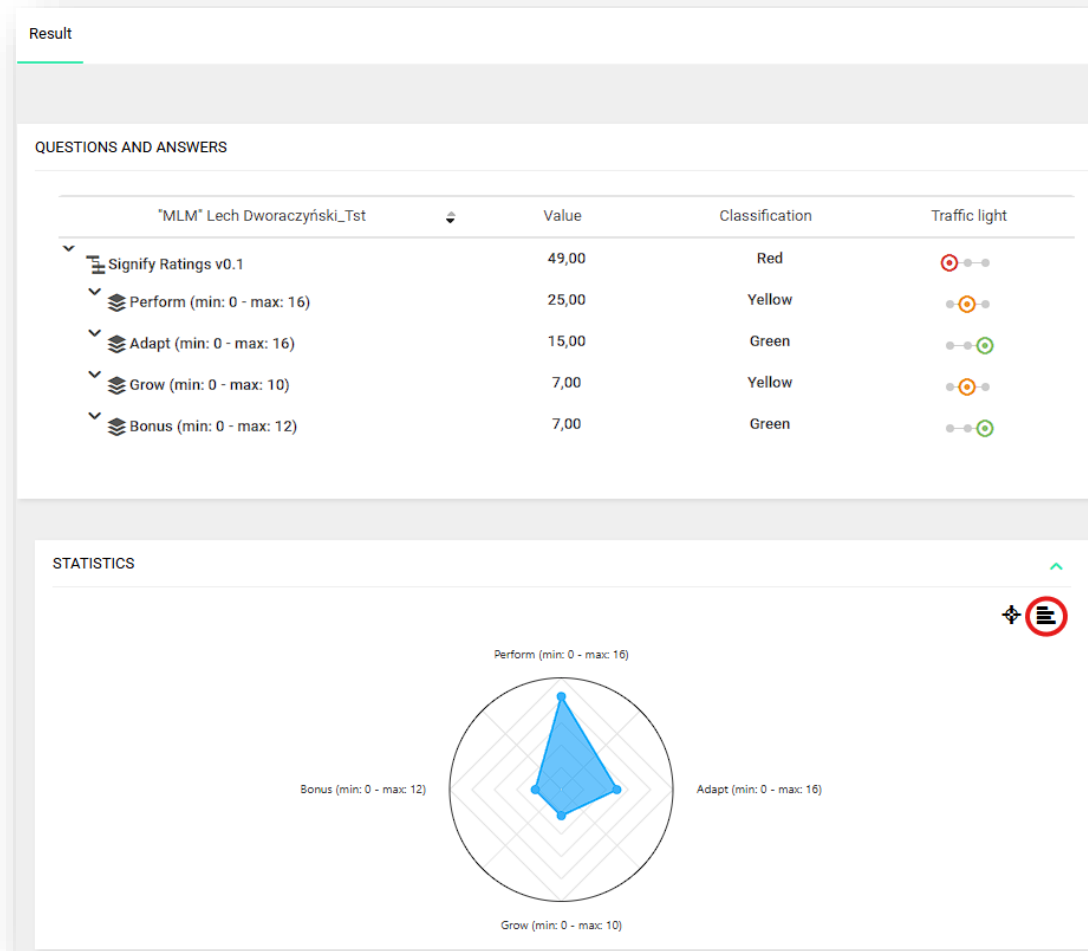 Result
QUESTIONS AND ANSWERS
"MLM" Lech Dworaczyński_Tst Value Classification Traffic light
Signify Ratings v0.1 49,00 Red
Perform (min: 0 - max: 16) 25,00 Yellow
Adapt (min: 0 - max: 16) 15,00 Green
Grow (min: 0 - max: 10) 7,00 Yellow
Bonus (min: 0 - max: 12) 7,00 Green
STATISTICS
Perform (min: 0 - max: 16)
Bonus (min: 0 - max: 12) Adapt (min: 0 - max: 16)
Grow (min: 0 - max: 10)